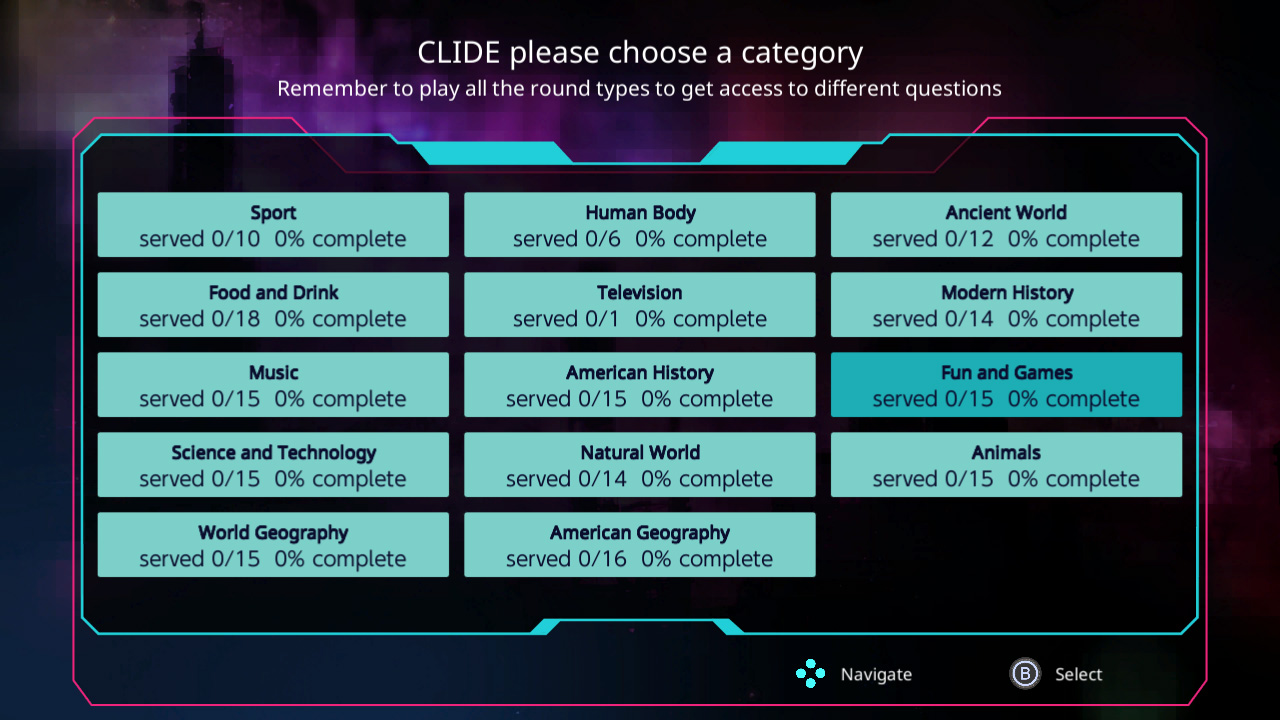 CLIDE please choose a category
Remember to play all the round types to get access to different questions
Sport
served 0/10 0% complete
Human Body
served 0/6 0% complete
Ancient World
served 0/12 0% complete
Food and Drink
served 0/18 0% complete
Television
served 0/1 0% complete
Modern History
served 0/14 0% complete
Music
served 0/15 0% complete
American History
served 0/15 0% complete
Fun and Games
served 0/15 0% complete
Science and Technology
served 0/15 0% complete
Natural World
served 0/14 0% complete
Animals
served 0/15 0% complete
World Geography
served 0/15 0% complete
American Geography
served 0/16 0% complete
Navigate
B Select